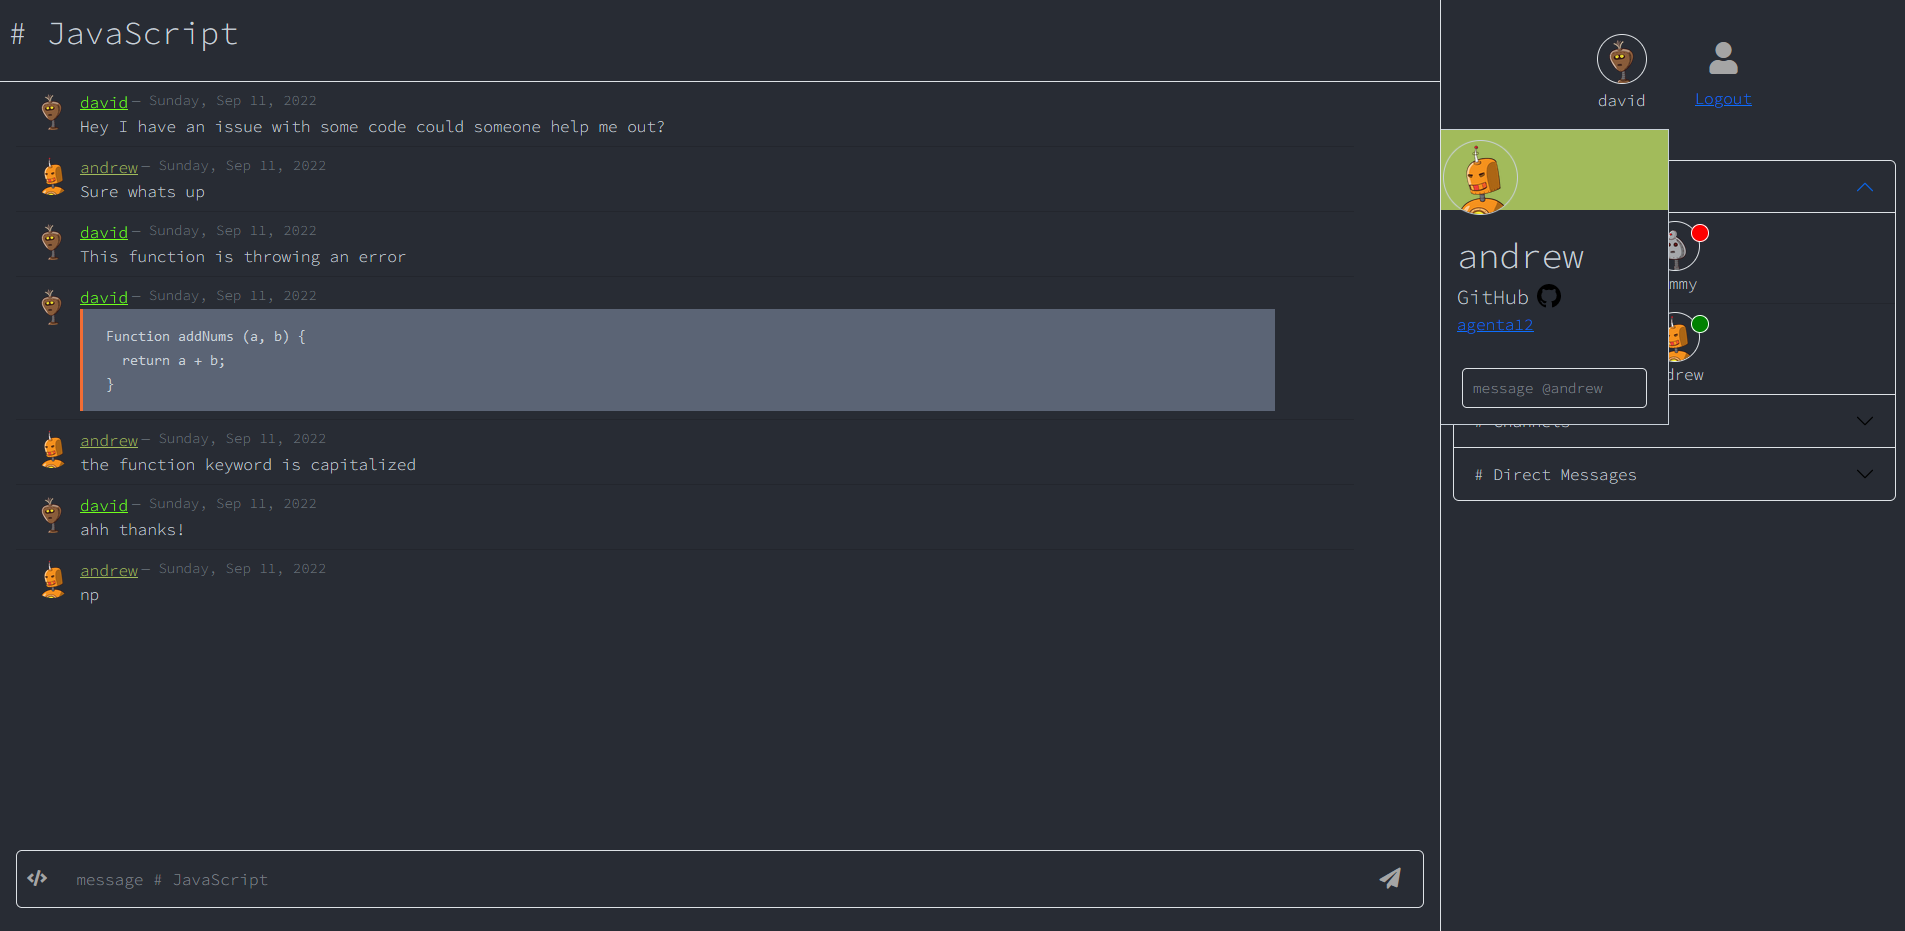 # JavaScript
david — Sunday, Sep 11, 2022
Hey I have an issue with some code could someone help me out?
andrew — Sunday, Sep 11, 2022
Sure whats up
david — Sunday, Sep 11, 2022
This function is throwing an error
david — Sunday, Sep 11, 2022
Function addNums (a, b) {
  return a + b;
}
andrew — Sunday, Sep 11, 2022
the function keyword is capitalized
david — Sunday, Sep 11, 2022
ahh thanks!
andrew — Sunday, Sep 11, 2022
np
message # JavaScript
david
Logout
andrew
GitHub
agental2
message @andrew
mmy
drew
# Channels
# Direct Messages